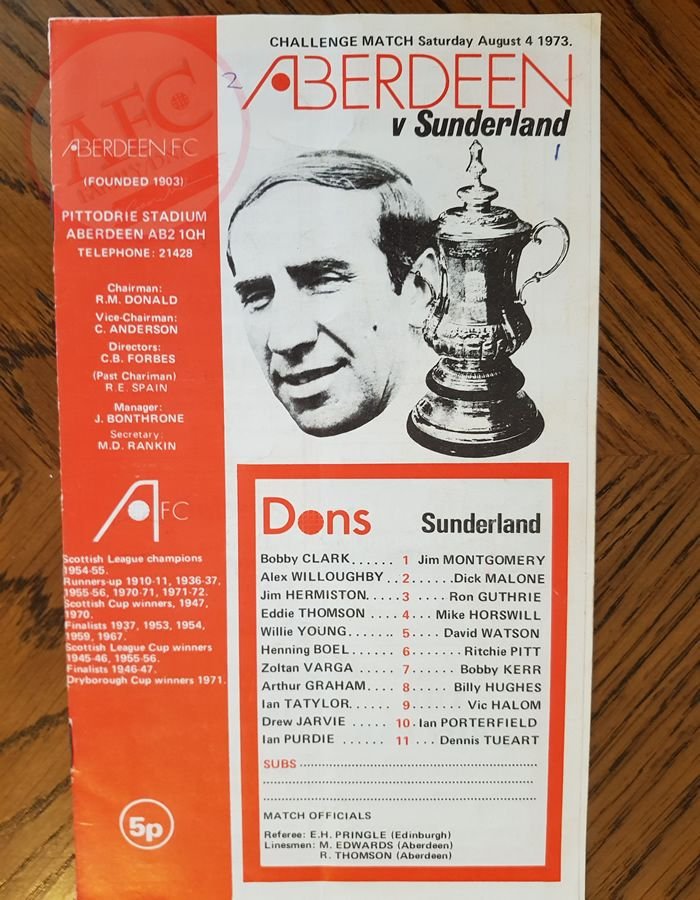 CHALLENGE MATCH Saturday August 4 1973.
2
ABERDEEN
v Sunderland
1
AFC
ABERDEEN FC
(FOUNDED 1903)
PITTODRIE STADIUM
ABERDEEN AB2 1QH
TELEPHONE: 21428
Chairman:
R.M. DONALD
Vice-Chairman:
C. ANDERSON
Directors:
C.B. FORBES
(Past Chariman)
R.E. SPAIN
Manager:
J. BONTHRONE
Secretary:
M.D. RANKIN
AFC
Scottish League champions
1954-55.
Runners-up 1910-11, 1936-37,
1955-56, 1970-71, 1971-72.
Scottish Cup winners, 1947,
1970.
Finalists 1937, 1953, 1954,
1959, 1967.
Scottish League Cup winners
1945-46, 1955-56.
Finalists 1946-47.
Dryborough Cup winners 1971.
5p
Dons Sunderland
Bobby CLARK...... 1 Jim MONTGOMERY
Alex WILLOUGHBY .. 2 ......Dick MALONE
Jim HERMISTON..... 3 .... Ron GUTHRIE
Eddie THOMSON .... 4 ... Mike HORSWILL
Willie YOUNG....... 5 .... David WATSON
Henning BOEL...... 6 ....... Ritchie PITT
Zoltan VARGA ..... 7 ...... Bobby KERR
Arthur GRAHAM.... 8 ..... Billy HUGHES
Ian TATYLOR...... 9 ....... Vic HALOM
Drew JARVIE ..... 10 . Ian PORTERFIELD
Ian PURDIE ...... 11 ... Dennis TUEART
SUBS
MATCH OFFICIALS
Referee: E.H. PRINGLE (Edinburgh)
Linesmen: M. EDWARDS (Aberdeen)
R. THOMSON (Aberdeen)